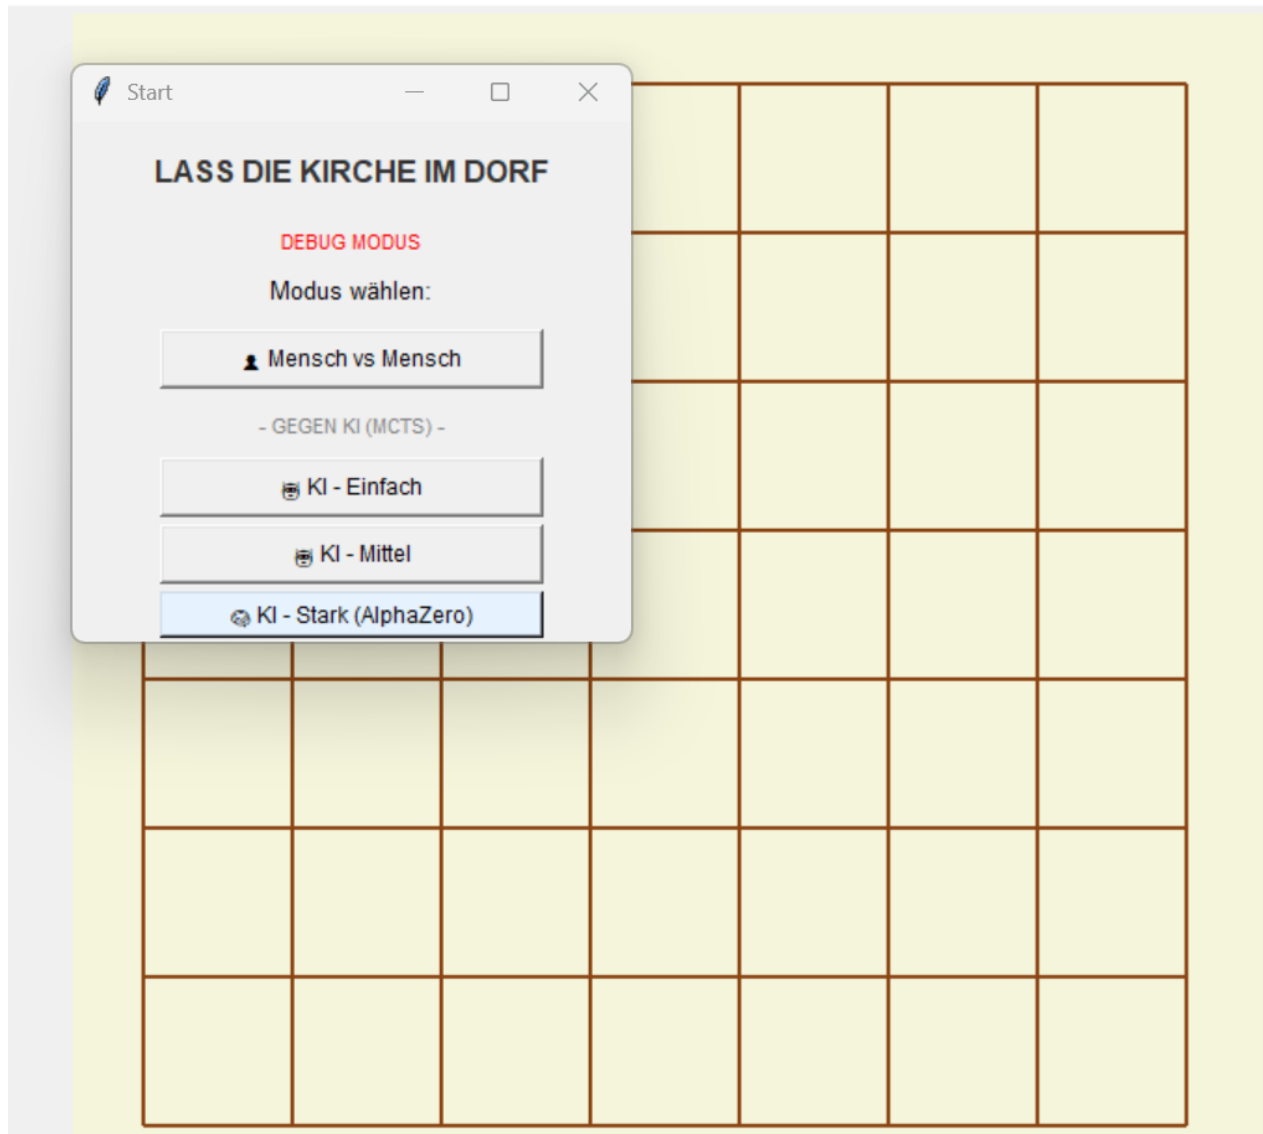 Start
LASS DIE KIRCHE IM DORF
DEBUG MODUS
Modus wählen:
Mensch vs Mensch
- GEGEN KI (MCTS) -
KI - Einfach
KI - Mittel
KI - Stark (AlphaZero)